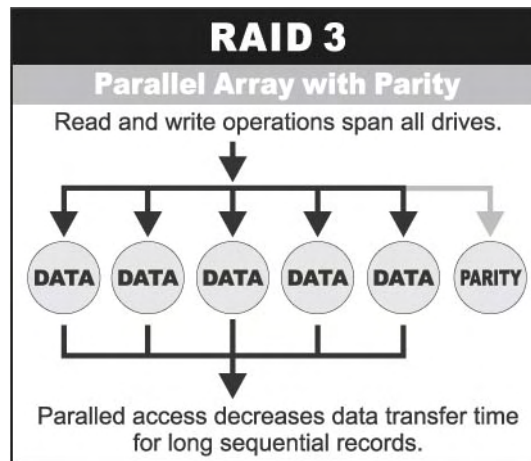 RAID 3
Parallel Array with Parity
Read and write operations span all drives.
DATA DATA DATA DATA DATA PARITY
Paralled access decreases data transfer time
for long sequential records.